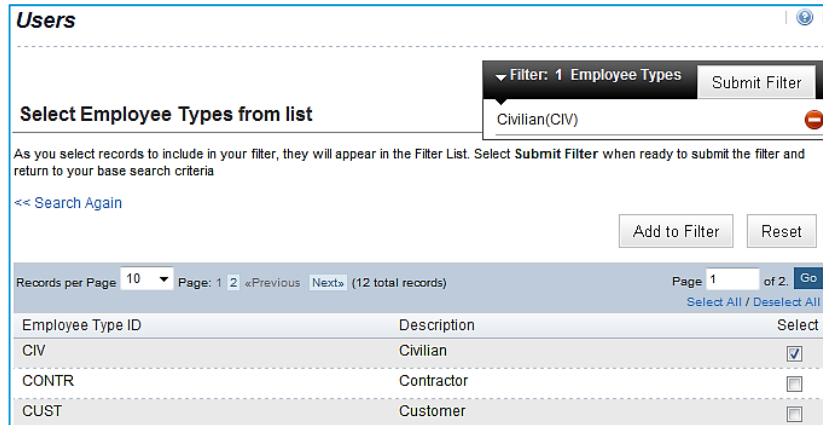 Users
Filter: 1 Employee Types
Submit Filter
Select Employee Types from list
Civilian(CIV)
As you select records to include in your filter, they will appear in the Filter List. Select Submit Filter when ready to submit the filter and
return to your base search criteria
<< Search Again
Add to Filter Reset
Records per Page 10 Page: 1 2 «Previous Next» (12 total records) Page 1 of 2. Go
Select All / Deselect All
Employee Type ID Description Select
CIV Civilian
CONTR Contractor
CUST Customer